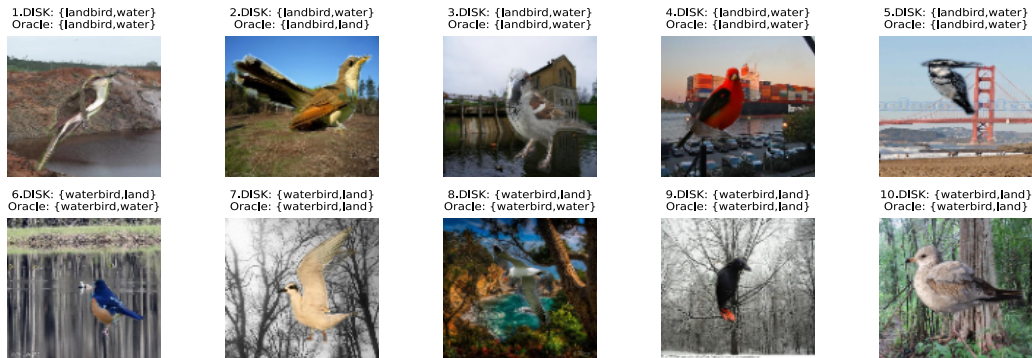 1.DISK: {landbird,water}
Oracle: {landbird,water}
2.DISK: {landbird,water}
Oracle: {landbird,land}
3.DISK: {landbird,water}
Oracle: {landbird,water}
4.DISK: {landbird,water}
Oracle: {landbird,water}
5.DISK: {landbird,water}
Oracle: {landbird,water}
6.DISK: {waterbird,land}
Oracle: {waterbird,water}
7.DISK: {waterbird,land}
Oracle: {waterbird,land}
8.DISK: {waterbird,land}
Oracle: {waterbird,water}
9.DISK: {waterbird,land}
Oracle: {waterbird,land}
10.DISK: {waterbird,land}
Oracle: {waterbird,land}